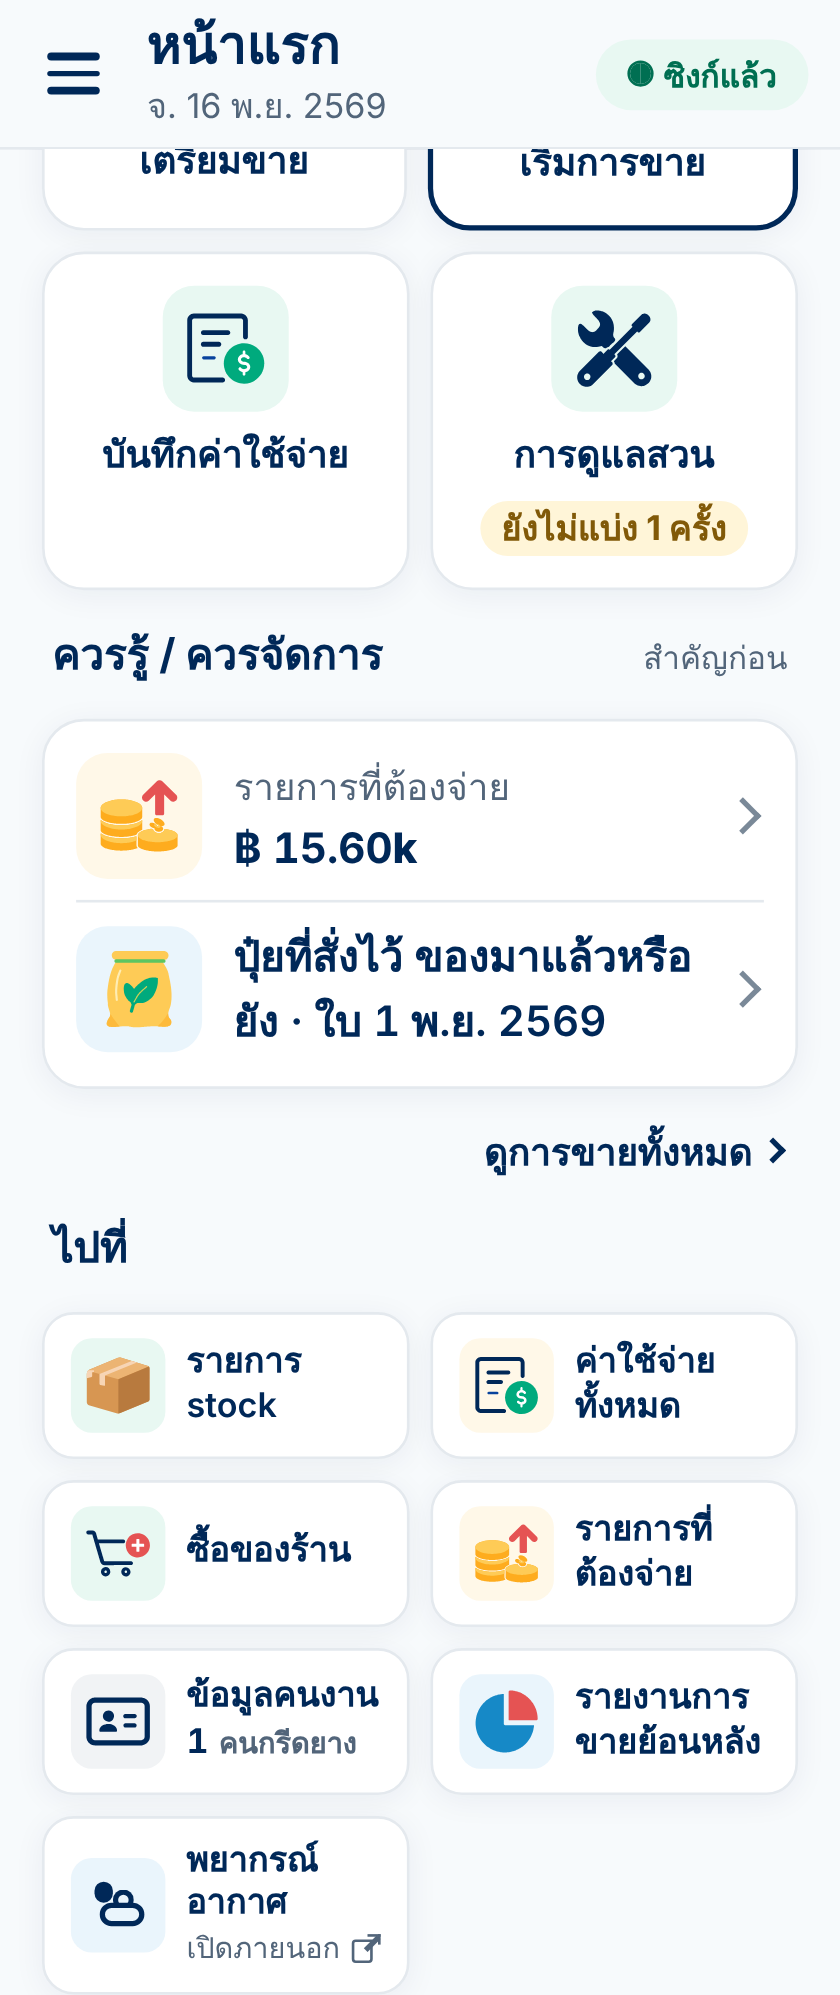 หน้าแรก
จ. 16 พ.ย. 2569
ซิงก์แล้ว
เตรียมขาย
เริ่มการขาย
บันทึกค่าใช้จ่าย
การดูแลสวน
ยังไม่แบ่ง 1 ครั้ง
ควรรู้ / ควรจัดการ
สำคัญก่อน
รายการที่ต้องจ่าย
฿ 15.60k
ปุ๋ยที่สั่งไว้ ของมาแล้วหรือ
ยัง · ใบ 1 พ.ย. 2569
ดูการขายทั้งหมด
ไปที่
รายการ
stock
ค่าใช้จ่าย
ทั้งหมด
ซื้อของร้าน
รายการที่
ต้องจ่าย
ข้อมูลคนงาน
1 คนกรีดยาง
รายงานการ
ขายย้อนหลัง
พยากรณ์
อากาศ
เปิดภายนอก